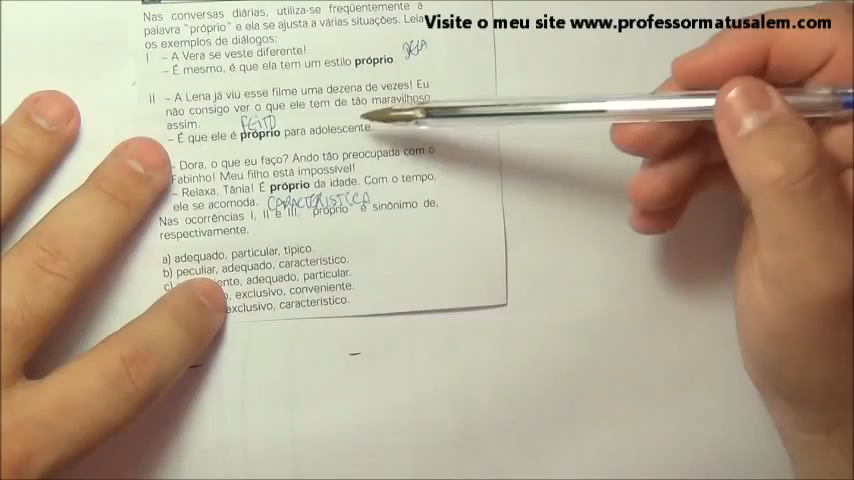 Visite o meu site www.professormatusalem.com
Nas conversas diárias, utiliza-se freqüentemente a
palavra "próprio" e ela se ajusta a várias situações. Leia
os exemplos de diálogos:
I – A Vera se veste diferente!
– É mesmo, é que ela tem um estilo próprio.
II – A Lena já viu esse filme uma dezena de vezes! Eu
não consigo ver o que ele tem de tão maravilhoso
assim. FEITO
– É que ele é próprio para adolescente.
– Dora, o que eu faço? Ando tão preocupada com o
Fabinho! Meu filho está impossível!
– Relaxa, Tânia! É próprio da idade. Com o tempo,
ele se acomoda. CARACTERISTICA
Nas ocorrências I, II e III, "próprio" é sinônimo de,
respectivamente,
a) adequado, particular, típico.
b) peculiar, adequado, característico.
c) adequado, particular.
exclusivo, conveniente.
exclusivo, característico.